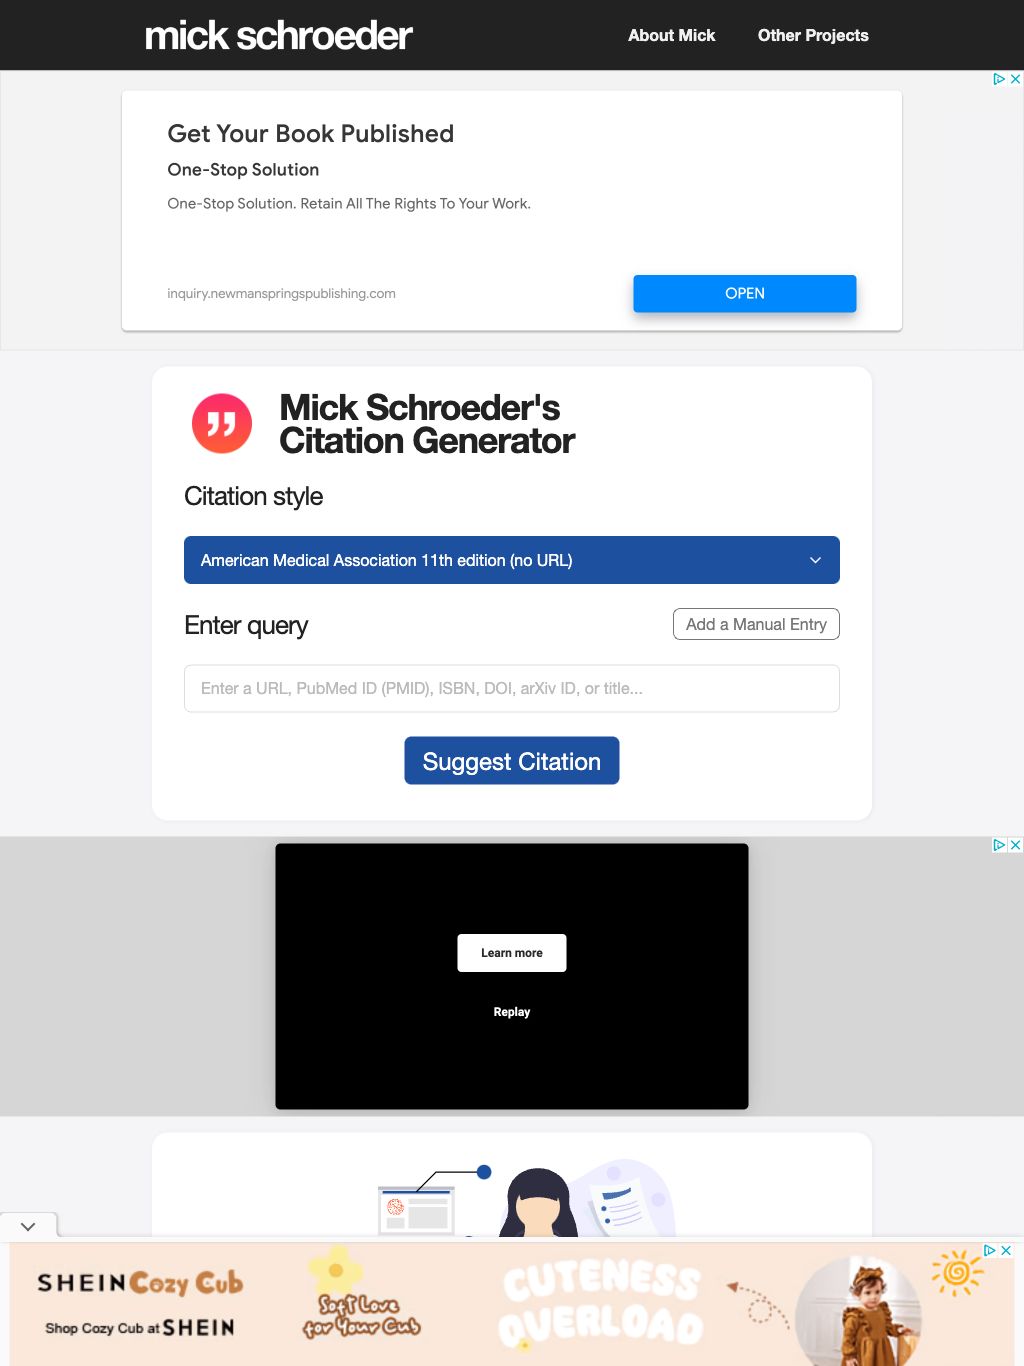 mick schroeder
About Mick
Other Projects
Get Your Book Published
One-Stop Solution
One-Stop Solution. Retain All The Rights To Your Work.
inquiry.newmanspringspublishing.com
OPEN
Mick Schroeder's
Citation Generator
Citation style
American Medical Association 11th edition (no URL)
Enter query
Add a Manual Entry
Enter a URL, PubMed ID (PMID), ISBN, DOI, arXiv ID, or title...
Suggest Citation
Learn more
Replay
SHEIN Cozy Cub
Shop Cozy Cub at SHEIN
Soft Love
for Your Cub
CUTENESS
OVERLOAD